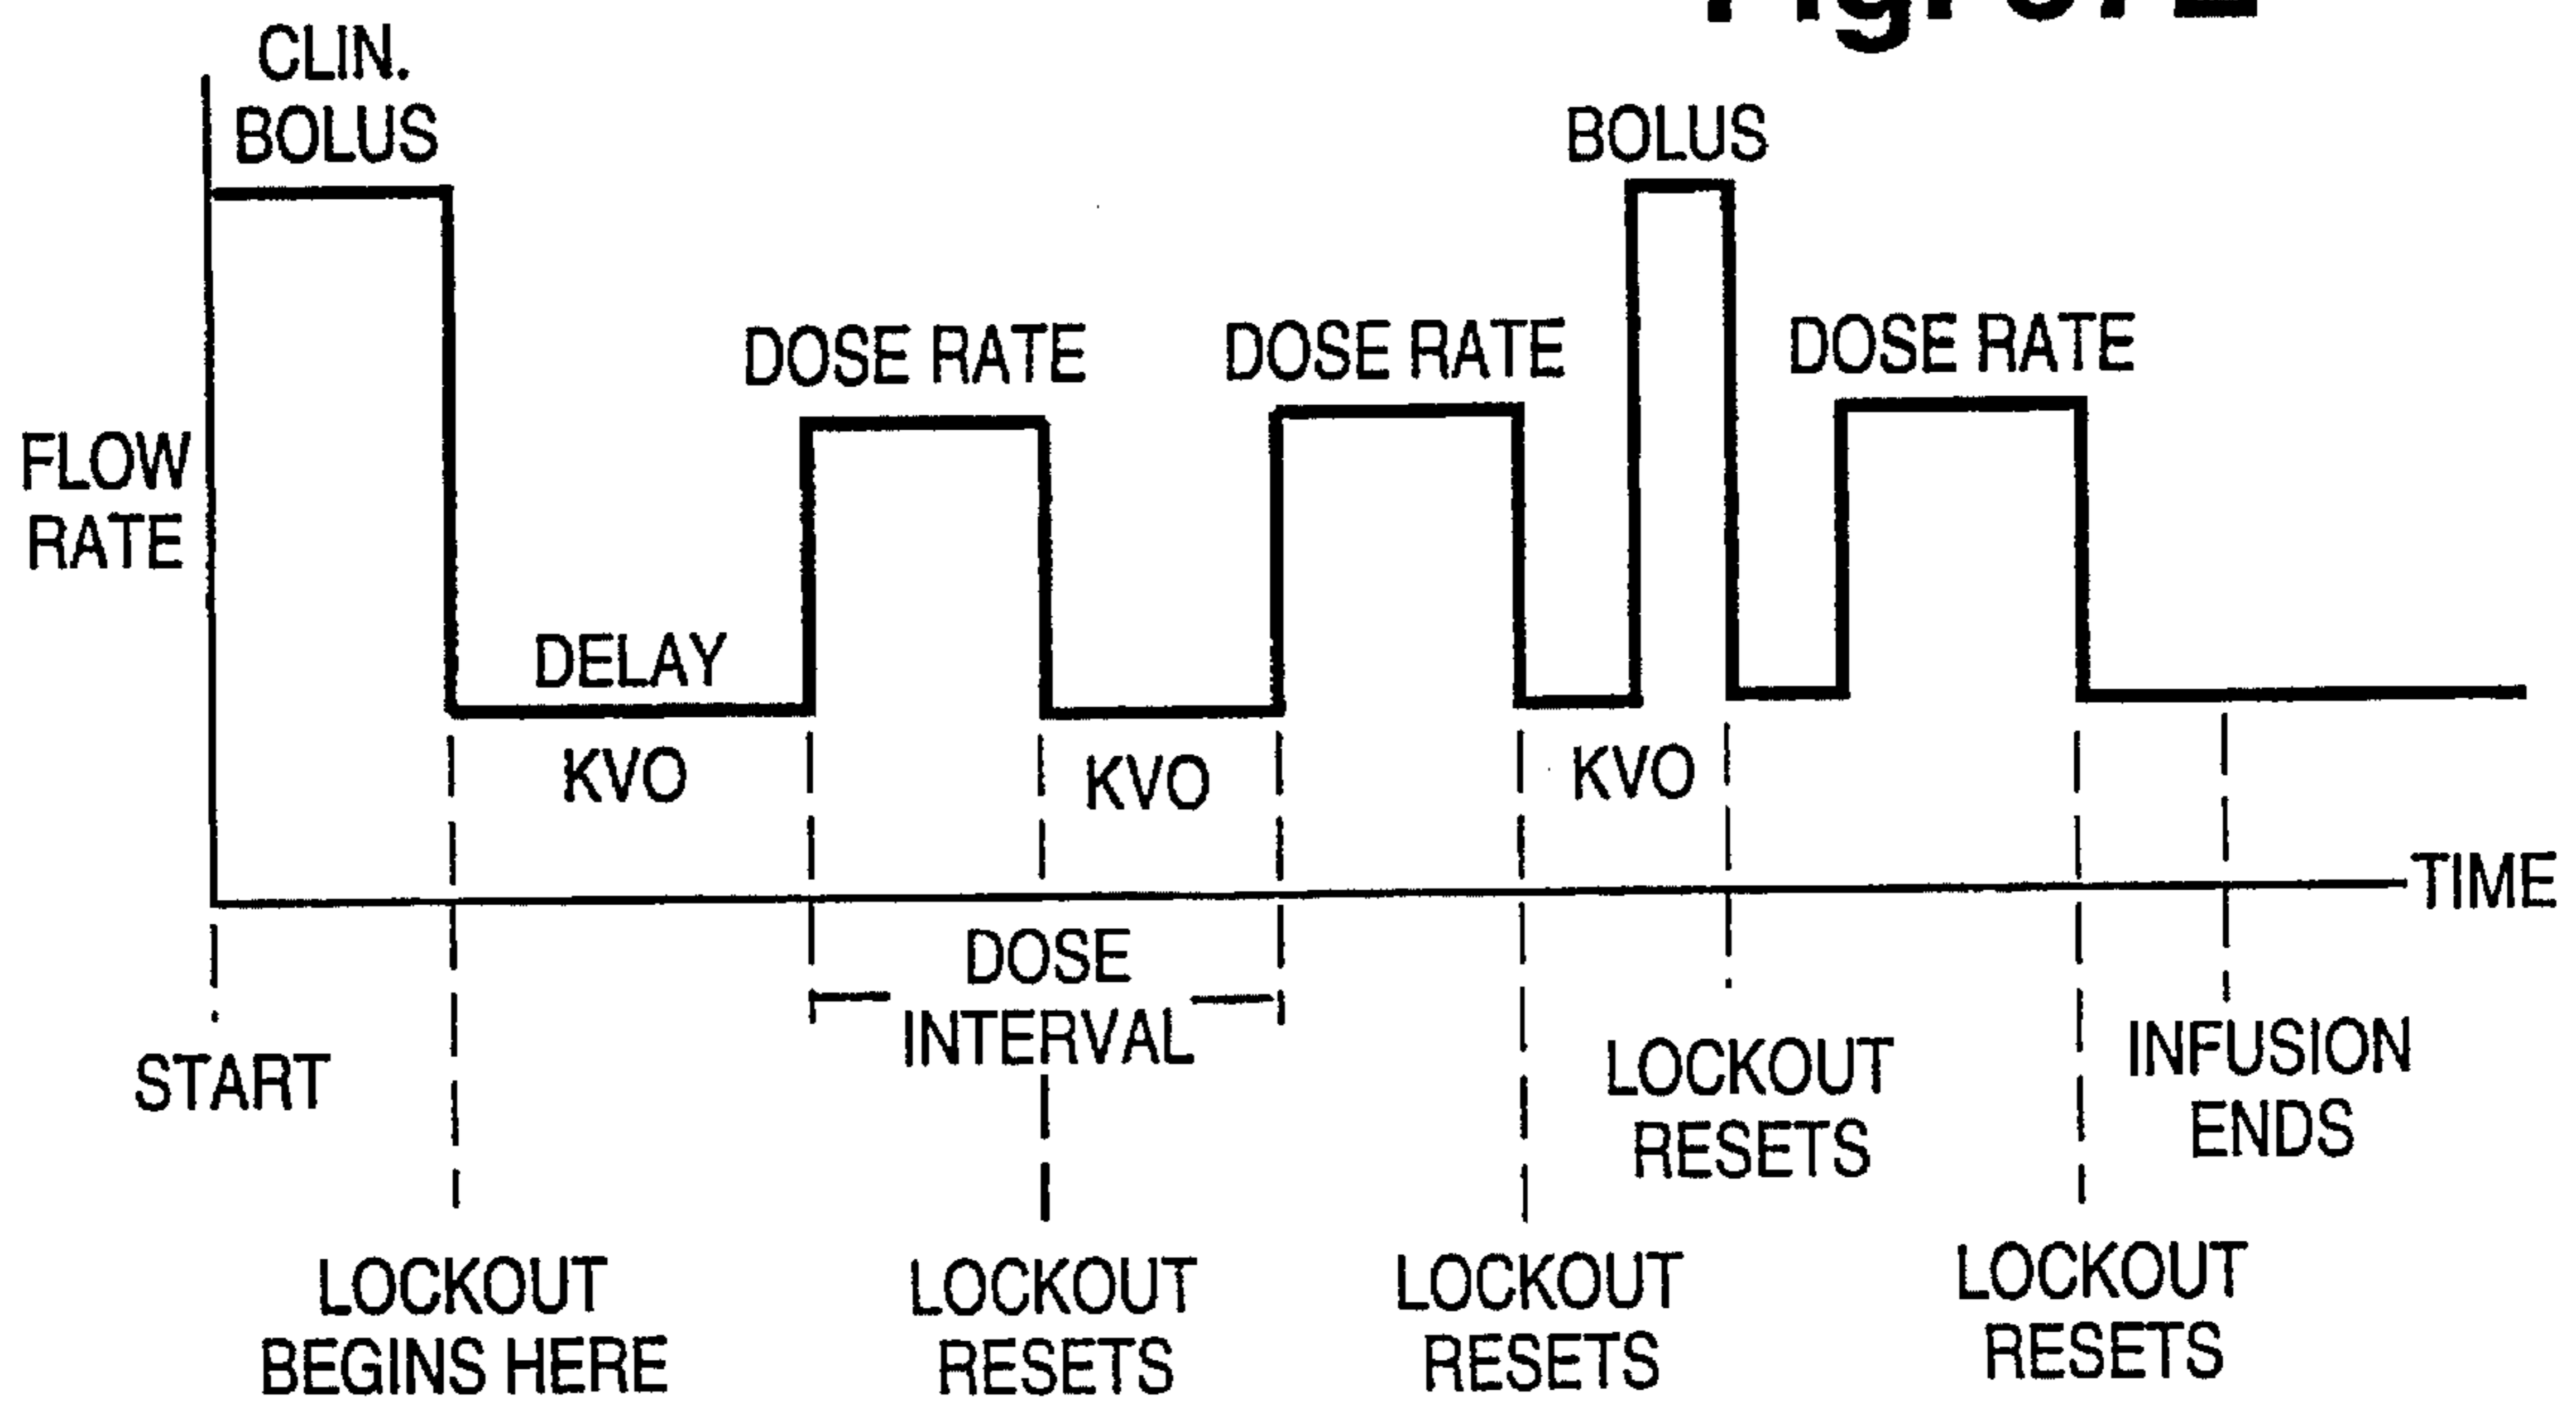 CLIN.
BOLUS
BOLUS
DOSE RATE
DOSE RATE
DOSE RATE
FLOW
RATE
DELAY
KVO
KVO
KVO
TIME
DOSE
INTERVAL
START
LOCKOUT
RESETS
INFUSION
ENDS
LOCKOUT
BEGINS HERE
LOCKOUT
RESETS
LOCKOUT
RESETS
LOCKOUT
RESETS